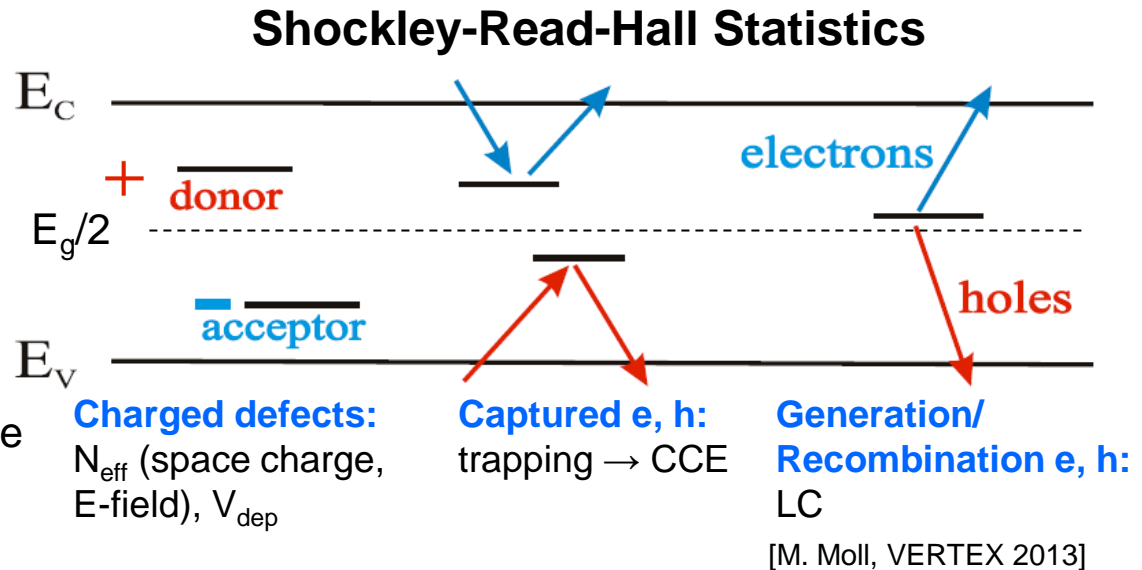 Shockley-Read-Hall Statistics
E_C
electrons
+ donor
E_g/2
holes
acceptor
E_V
e
Charged defects:
N_eff (space charge,
E-field), V_dep
Captured e, h:
trapping → CCE
Generation/
Recombination e, h:
LC
[M. Moll, VERTEX 2013]